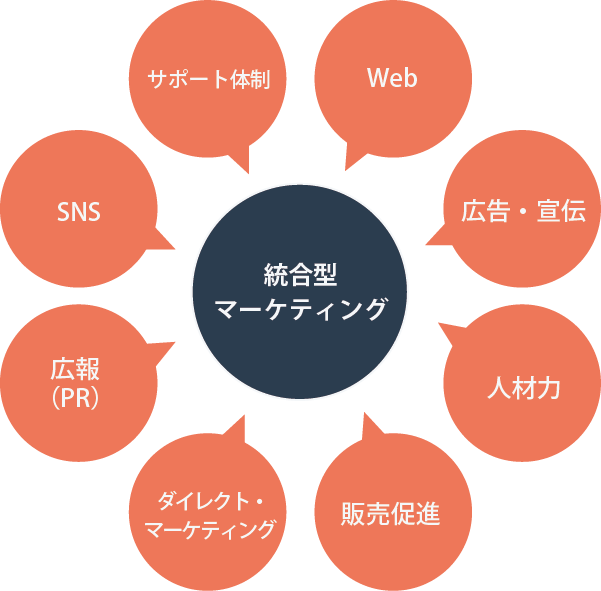 サポート体制
Web
SNS
広告・宣伝
統合型
マーケティング
広報
（PR）
人材力
ダイレクト・
マーケティング
販売促進